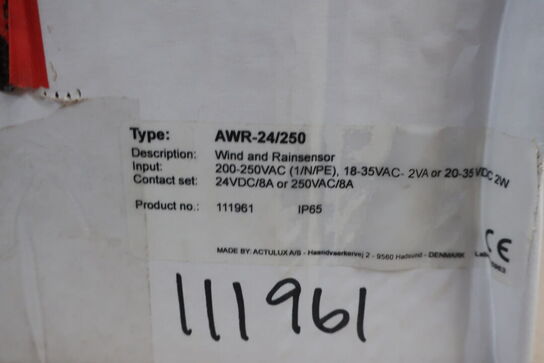 Type: AWR-24/250
Description: Wind and Rainsensor
Input: 200-250VAC (1/N/PE), 18-35VAC- 2VA or 20-35VDC 2W
Contact set: 24VDC/8A or 250VAC/8A
Product no.: 111961 IP65
CE
MADE BY: ACTULUX A/S - Haandvaerkervej 2 - 9560 Hadsund - DENMARK
111961